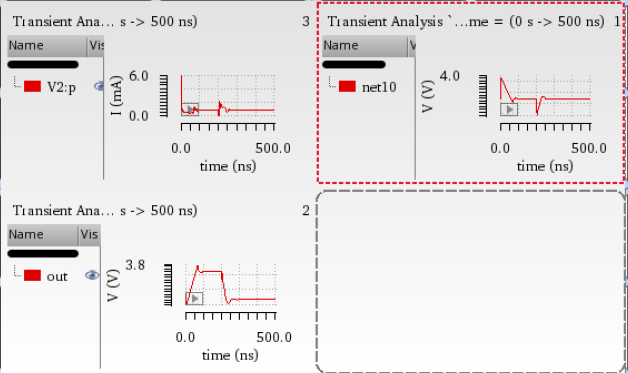 Transient Ana... s -> 500 ns) 3
Name Vis
V2:p
I (mA)
6.0
0.0
0.0 500.0
time (ns)
Transient Analysis `...me = (0 s -> 500 ns) 1
Name V
net10
V (V)
4.0
0.0 500.0
time (ns)
Transient Ana... s -> 500 ns) 2
Name Vis
out
V (V)
3.8
0.0 500.0
time (ns)